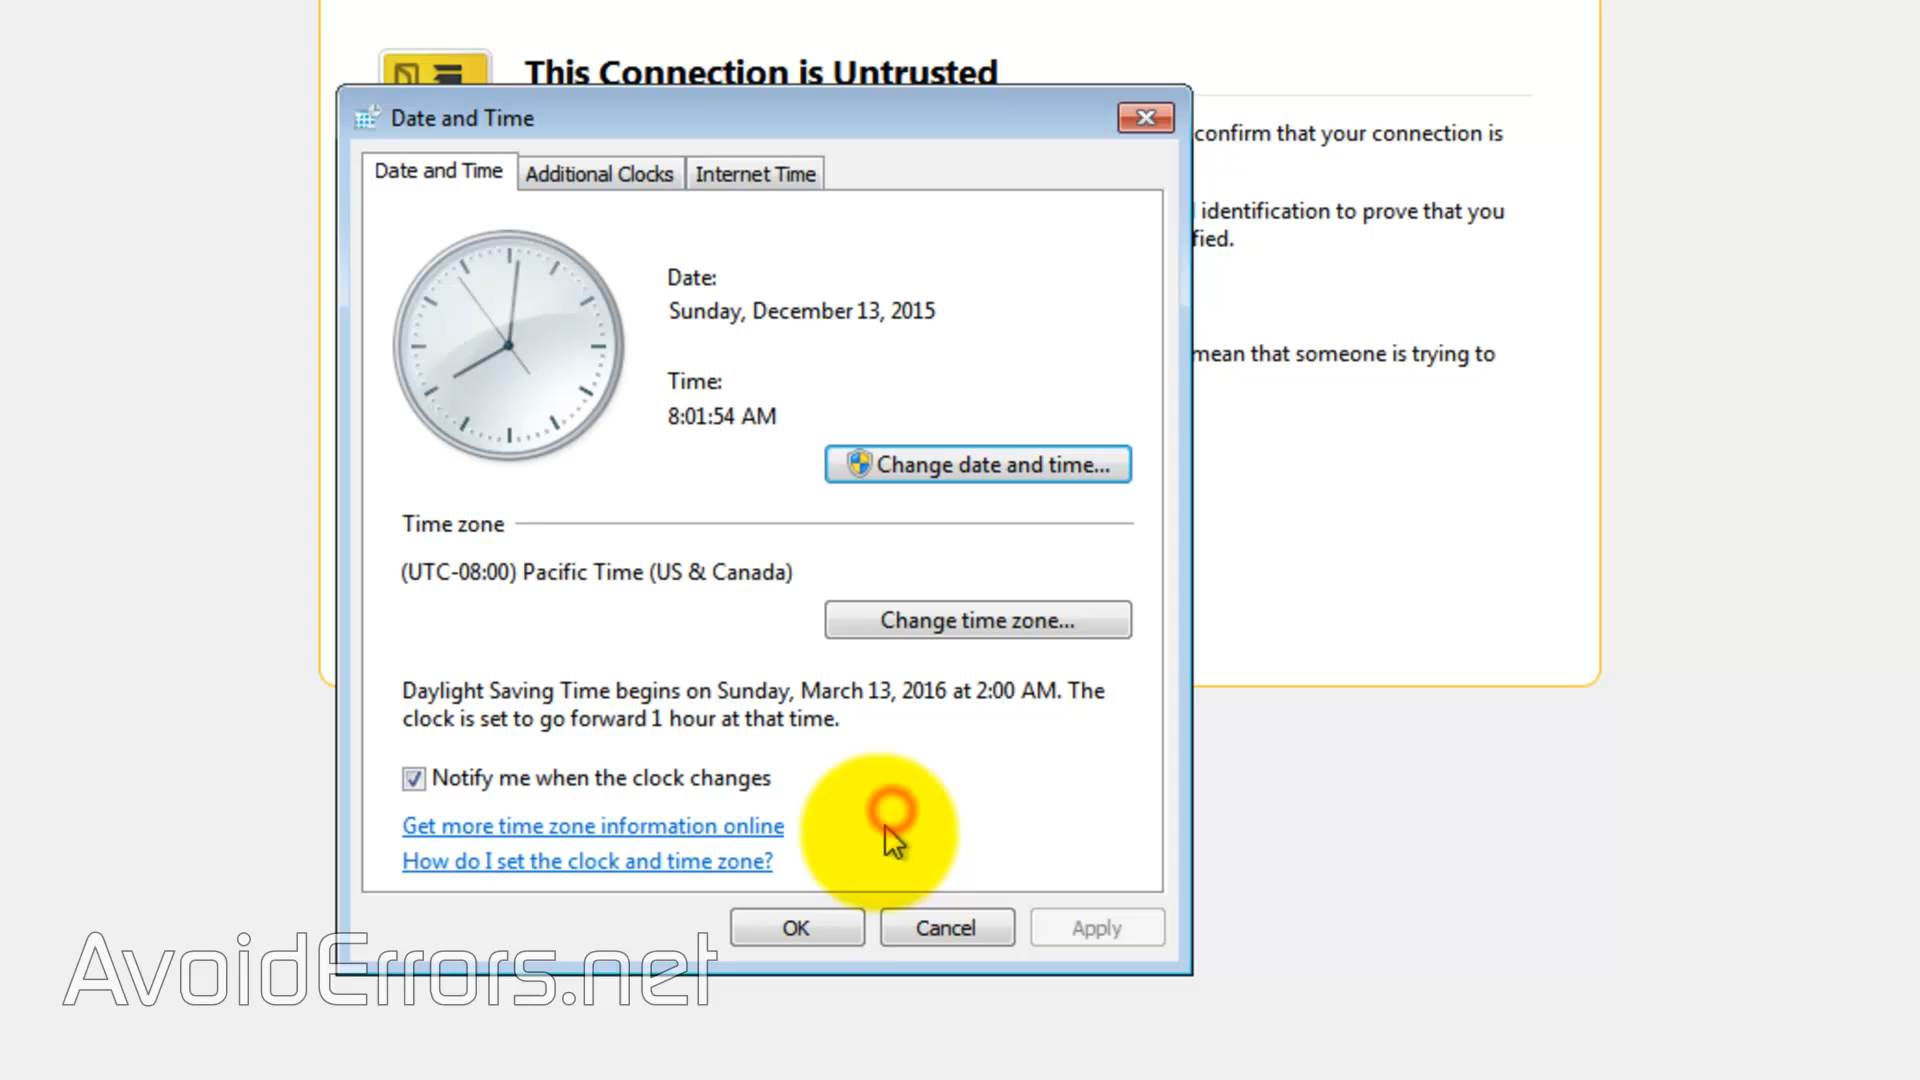 This Connection is Untrusted
Date and Time
confirm that your connection is
Date and Time
Additional Clocks
Internet Time
identification to prove that you
fied.
Date:
Sunday, December 13, 2015
mean that someone is trying to
Time:
8:01:54 AM
Change date and time...
Time zone
(UTC-08:00) Pacific Time (US & Canada)
Change time zone...
Daylight Saving Time begins on Sunday, March 13, 2016 at 2:00 AM. The
clock is set to go forward 1 hour at that time.
Notify me when the clock changes
Get more time zone information online
How do I set the clock and time zone?
OK
Cancel
Apply
AvoidErrors.net